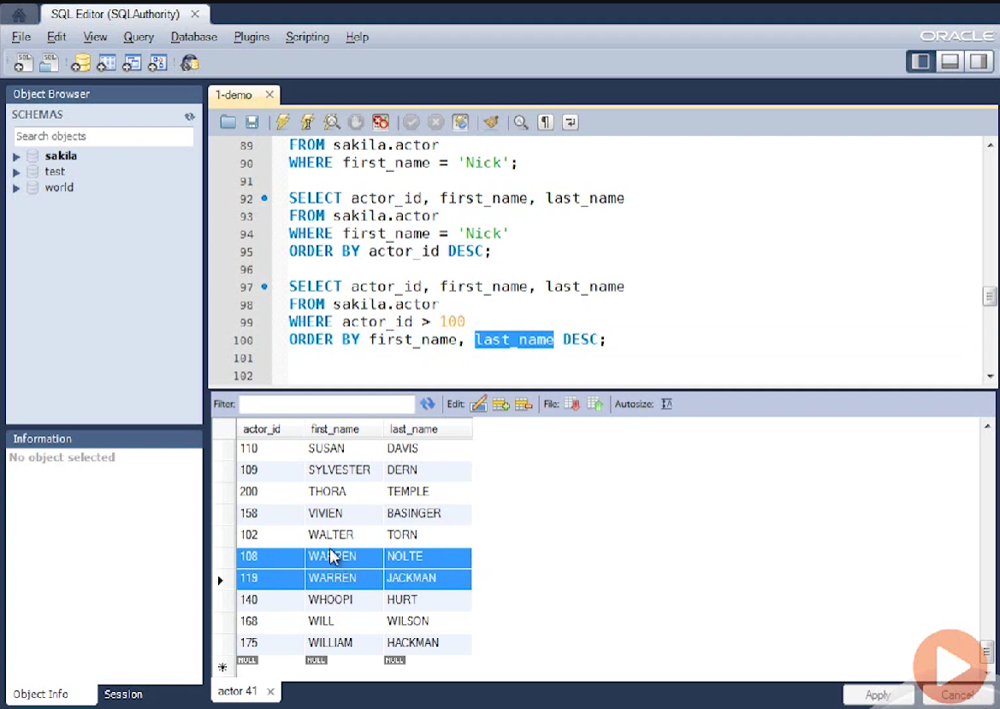 SQL Editor (SQLAuthority) ×
File Edit View Query Database Plugins Scripting Help
ORACLE
SQL SQL
Object Browser
SCHEMAS
Search objects
sakila
test
world
1-demo ×
89 FROM sakila.actor
90 WHERE first_name = 'Nick';
91
92 SELECT actor_id, first_name, last_name
93 FROM sakila.actor
94 WHERE first_name = 'Nick'
95 ORDER BY actor_id DESC;
96
97 SELECT actor_id, first_name, last_name
98 FROM sakila.actor
99 WHERE actor_id > 100
100 ORDER BY first_name, last_name DESC;
101
102
Filter: Edit: File: Autosize:
actor_id first_name last_name
110 SUSAN DAVIS
109 SYLVESTER DERN
200 THORA TEMPLE
158 VIVIEN BASINGER
102 WALTER TORN
108 WARREN NOLTE
119 WARREN JACKMAN
140 WHOOPI HURT
168 WILL WILSON
175 WILLIAM HACKMAN
NULL NULL NULL
actor 41 ×
Apply Cancel
Information
No object selected
Object Info Session